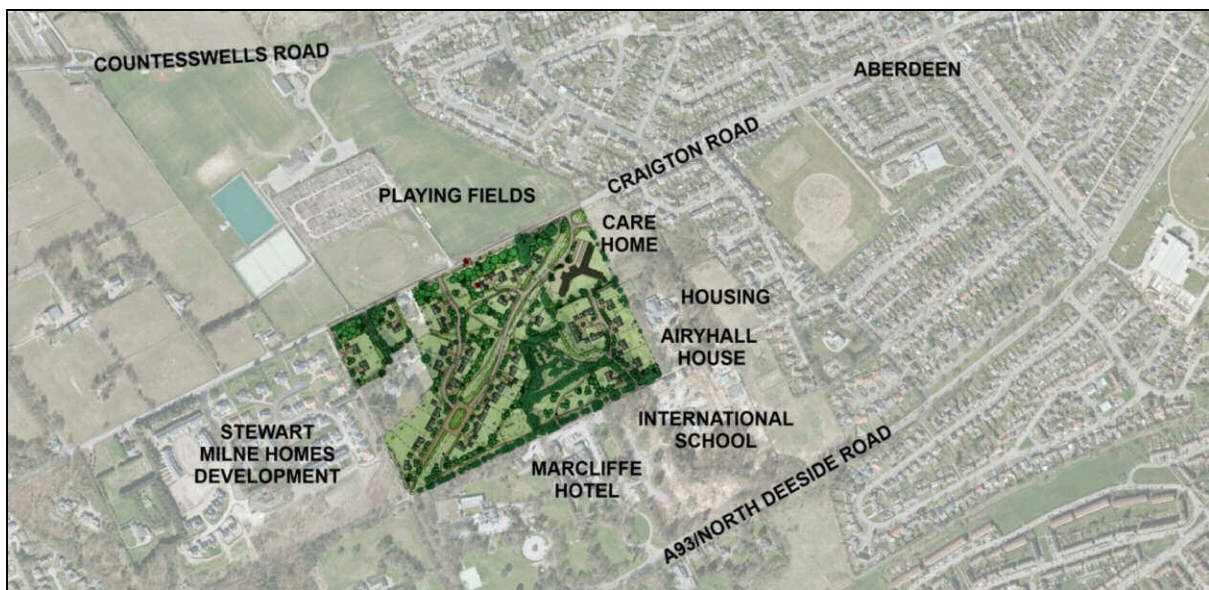 COUNTESSWELLS ROAD
ABERDEEN
CRAIGTON ROAD
PLAYING FIELDS
CARE
HOME
HOUSING
AIRYHALL
HOUSE
INTERNATIONAL
SCHOOL
STEWART
MILNE HOMES
DEVELOPMENT
MARCLIFFE
HOTEL
A93/NORTH DEESIDE ROAD